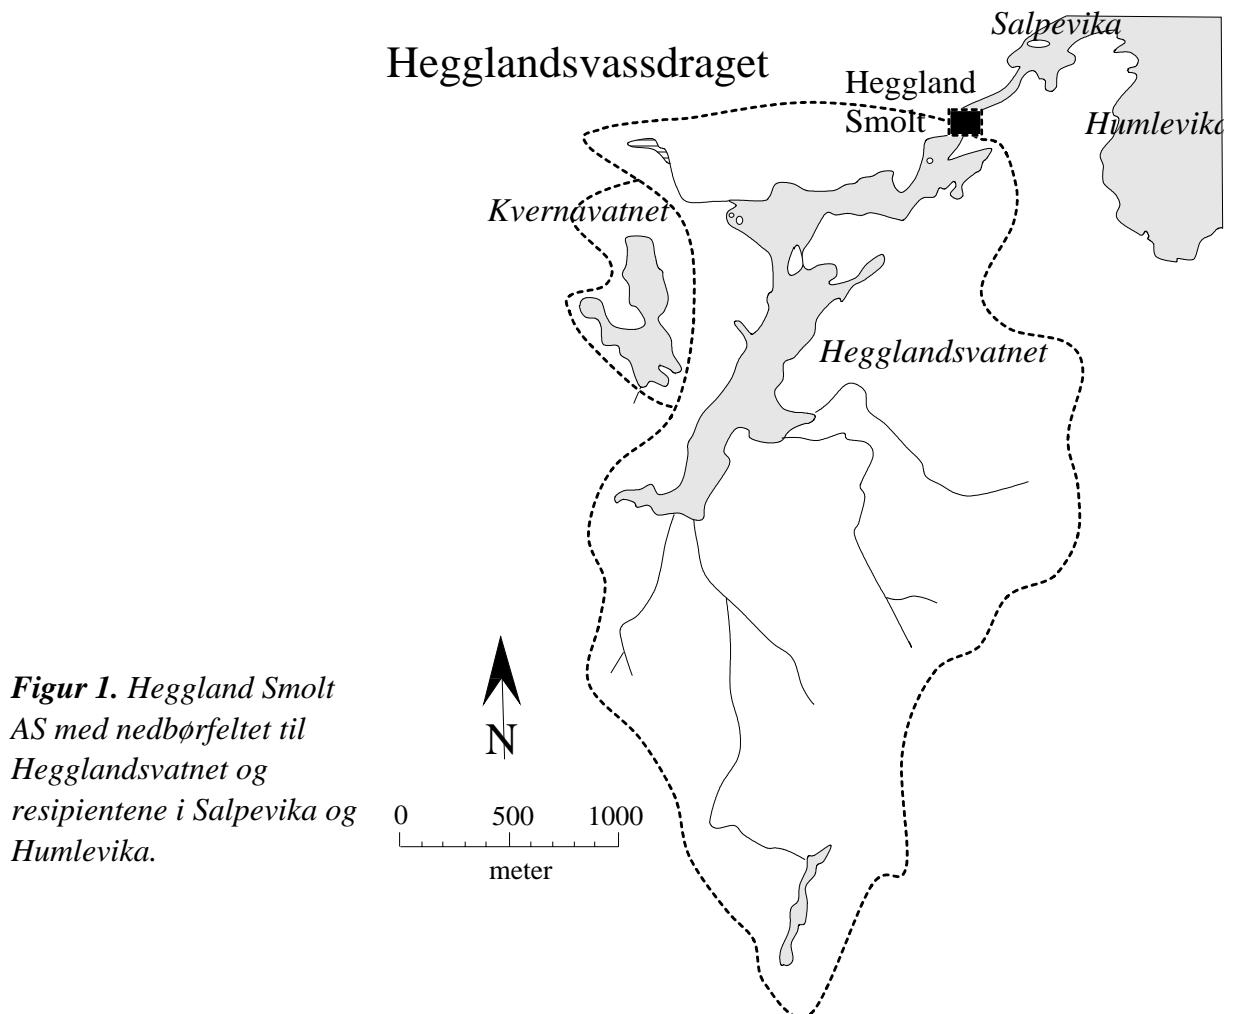 Hegglandsvassdraget
Salpevika
Heggland
Smolt
Humlevika
Kvernavatnet
Hegglandsvatnet
N
Figur 1. Heggland Smolt
AS med nedbørfeltet til
Hegglandsvatnet og
resipientene i Salpevika og
Humlevika.
0 500 1000
meter